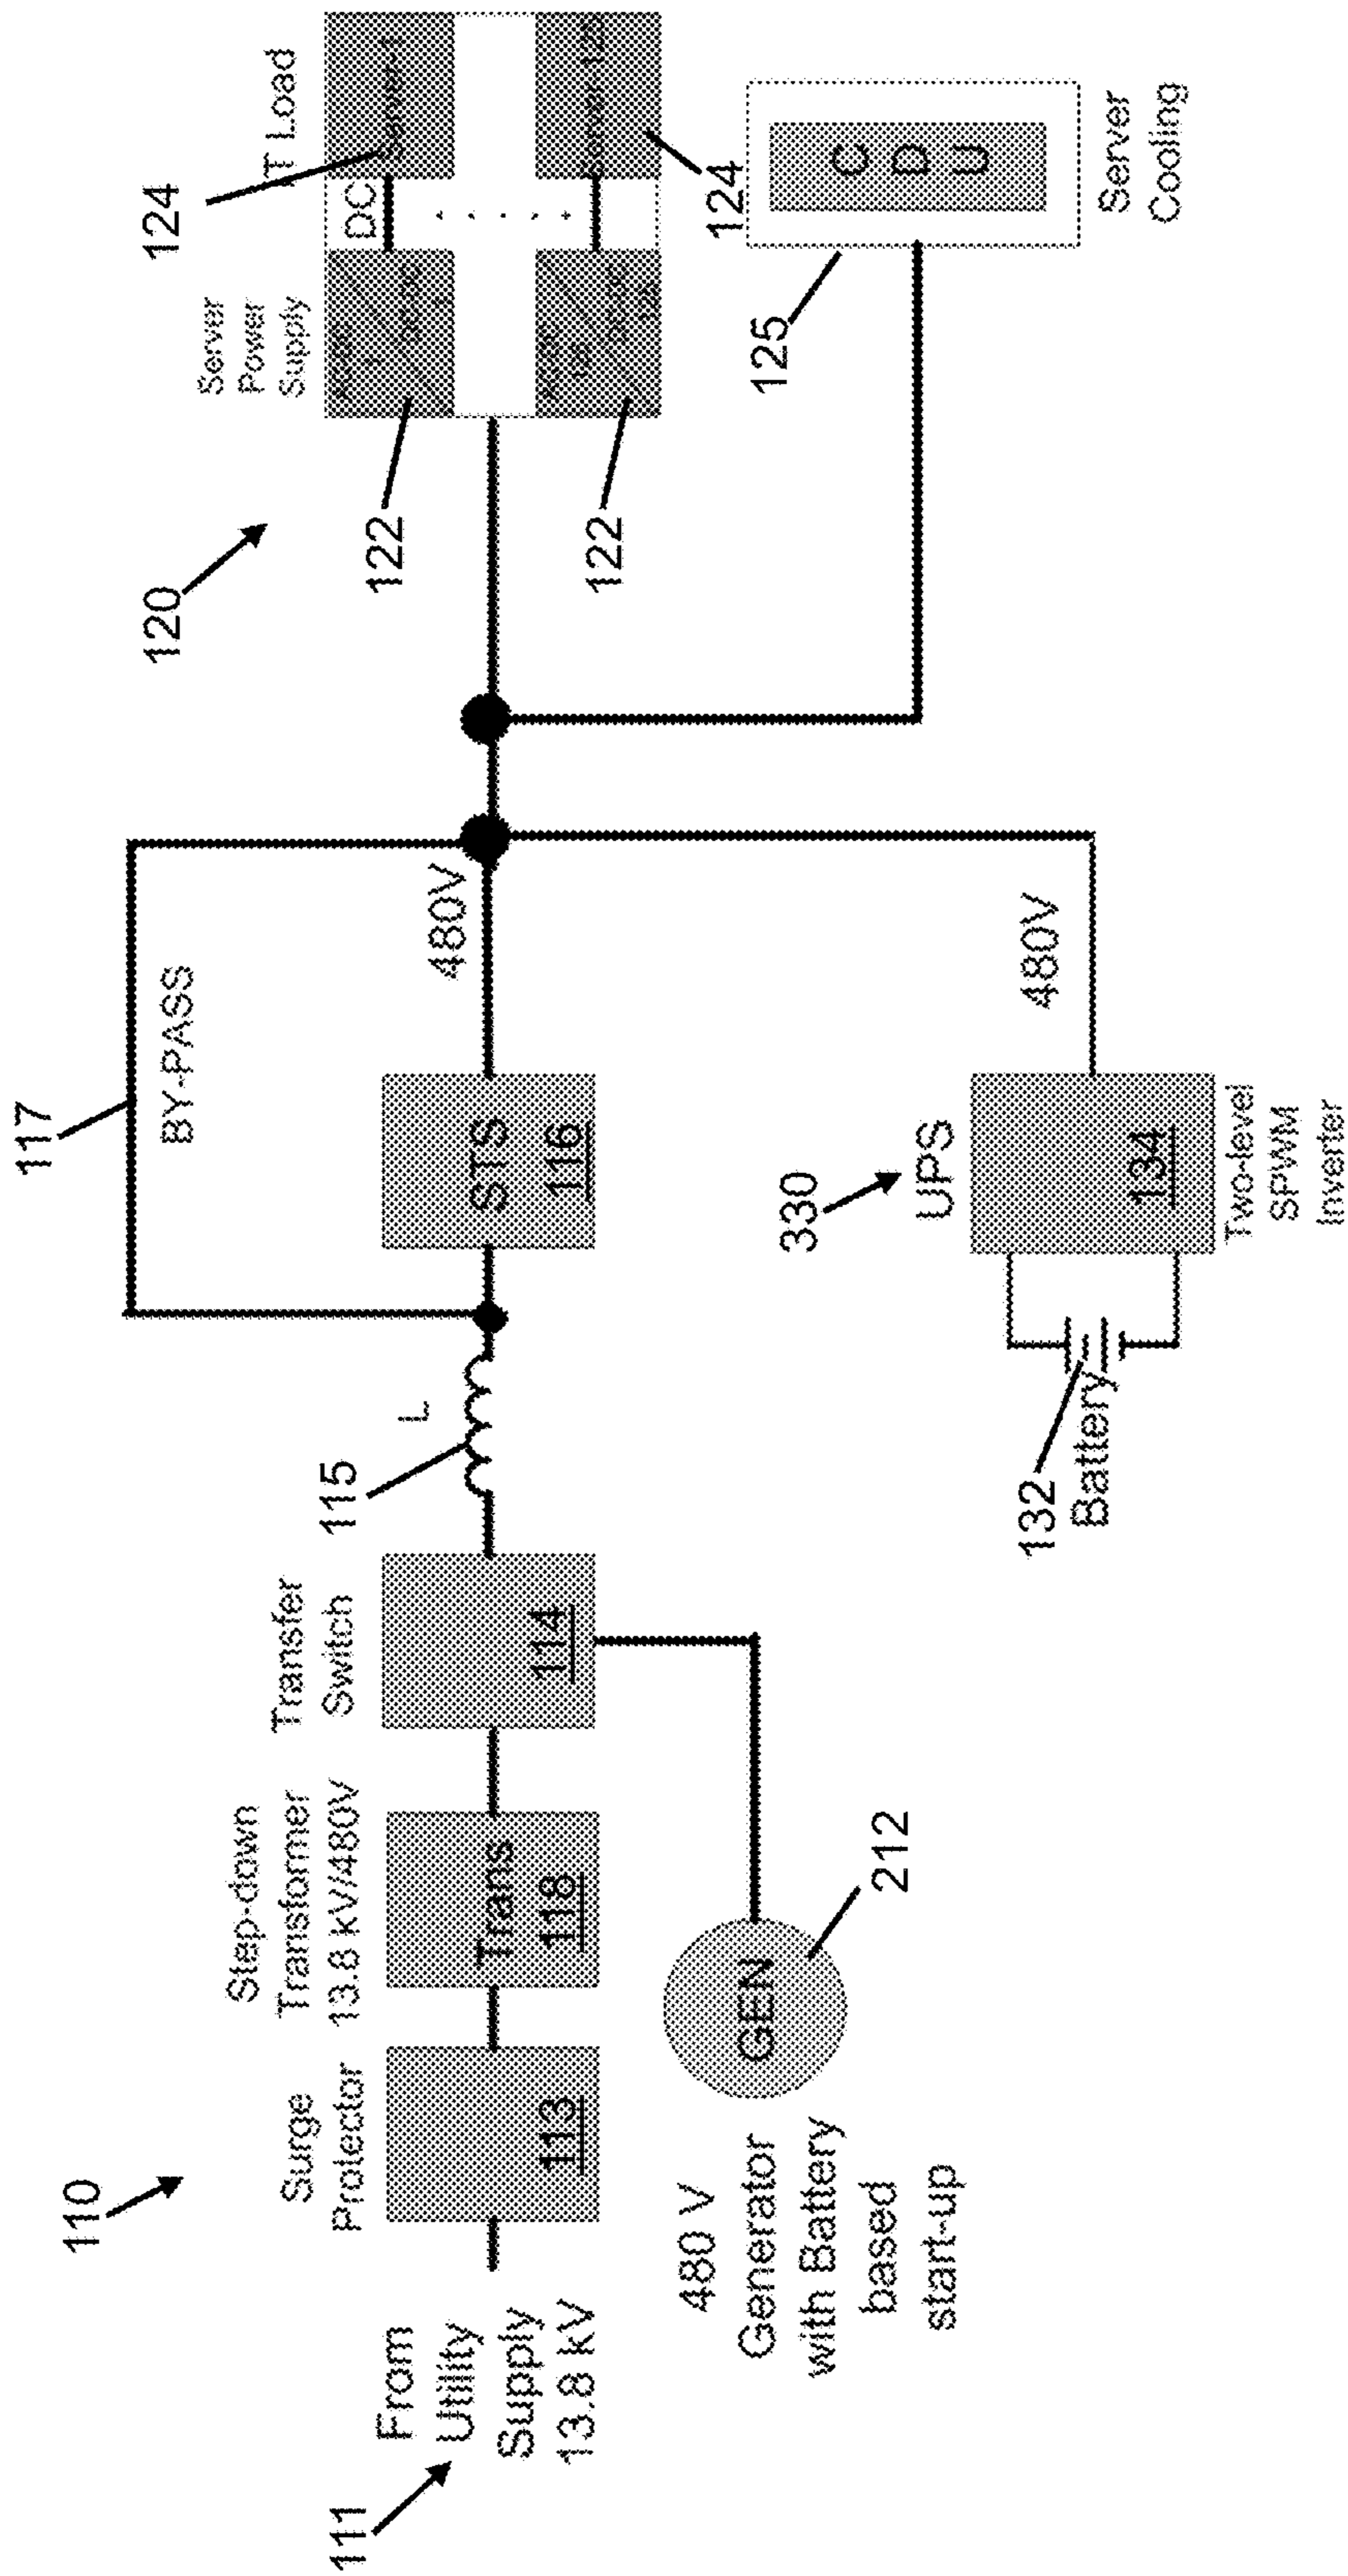 110
111
From
Utility
Supply
13.8 kV
Surge
Protector
113
Step-down
Transformer
13.8 kV/480V
Trans
118
Transfer
Switch
114
480 V
Generator
with Battery
based
start-up
GEN
212
115
L
117
BY-PASS
STS
116
480V
330
UPS
134
Two-level
SPWM
Inverter
132
Battery
480V
120
Server
Power
Supply
122
122
DC
IT Load
124
Server-1
124
125
CDU
Server
Cooling